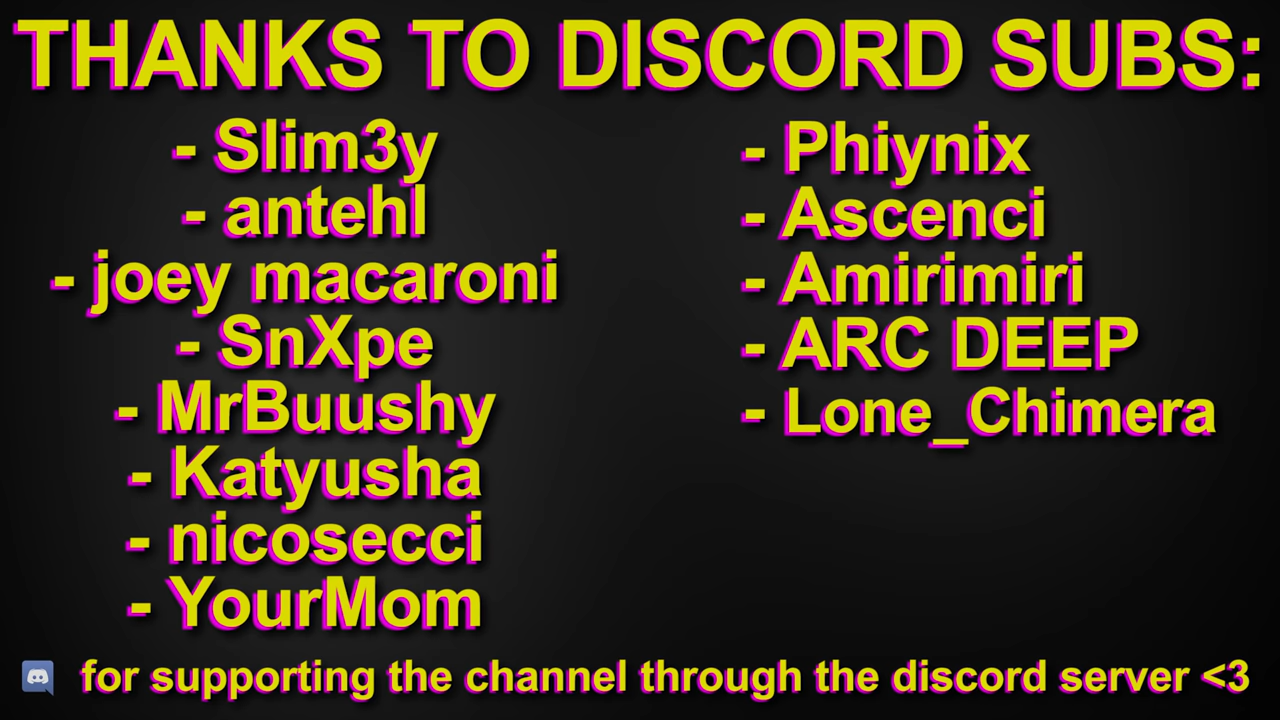 THANKS TO DISCORD SUBS:
- Slim3y
- antehl
- joey macaroni
- SnXpe
- MrBuushy
- Katyusha
- nicosecci
- YourMom
- Phiynix
- Ascenci
- Amirimiri
- ARC DEEP
- Lone_Chimera
for supporting the channel through the discord server <3